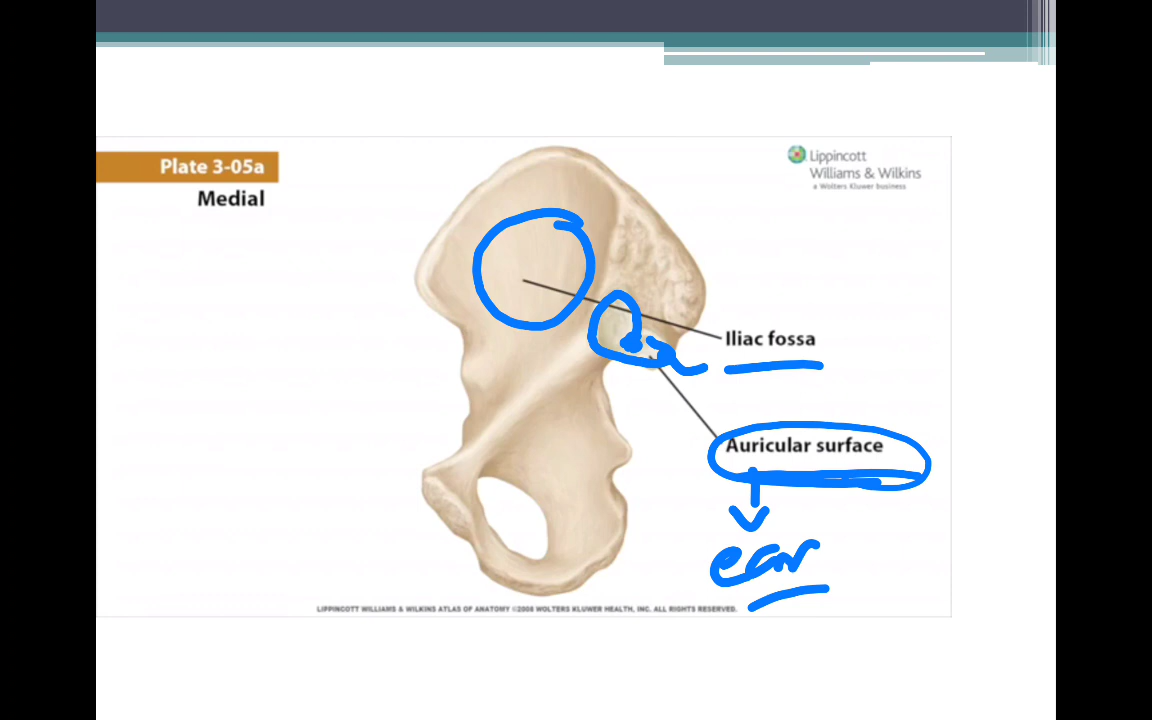 Plate 3-05a
Medial
Lippincott
Williams & Wilkins
a Wolters Kluwer business
Iliac fossa
Auricular surface
ear
LIPPINCOTT WILLIAMS & WILKINS ATLAS OF ANATOMY ©2008 WOLTERS KLUWER HEALTH, INC. ALL RIGHTS RESERVED.